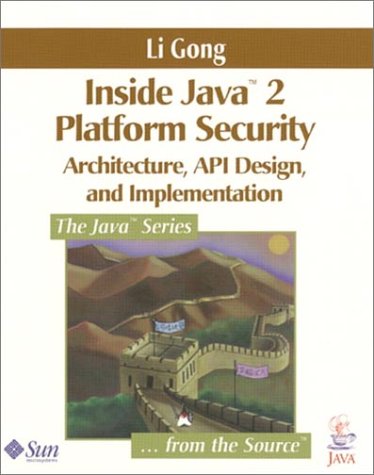 Li Gong
Inside Java™ 2
Platform Security
Architecture, API Design,
and Implementation
The Java™ Series
... from the Source™
Sun
microsystems
JAVA